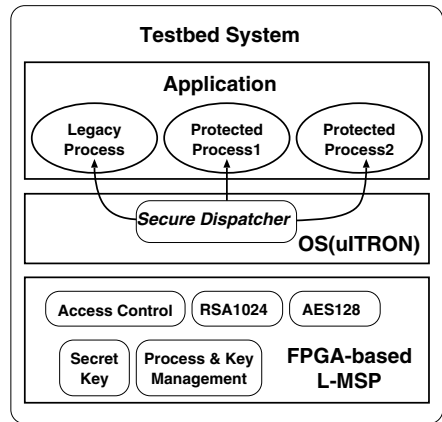 Testbed System
Application
Legacy
Process
Protected
Process1
Protected
Process2
Secure Dispatcher
OS(uITRON)
Access Control
RSA1024
AES128
Secret
Key
Process & Key
Management
FPGA-based
L-MSP